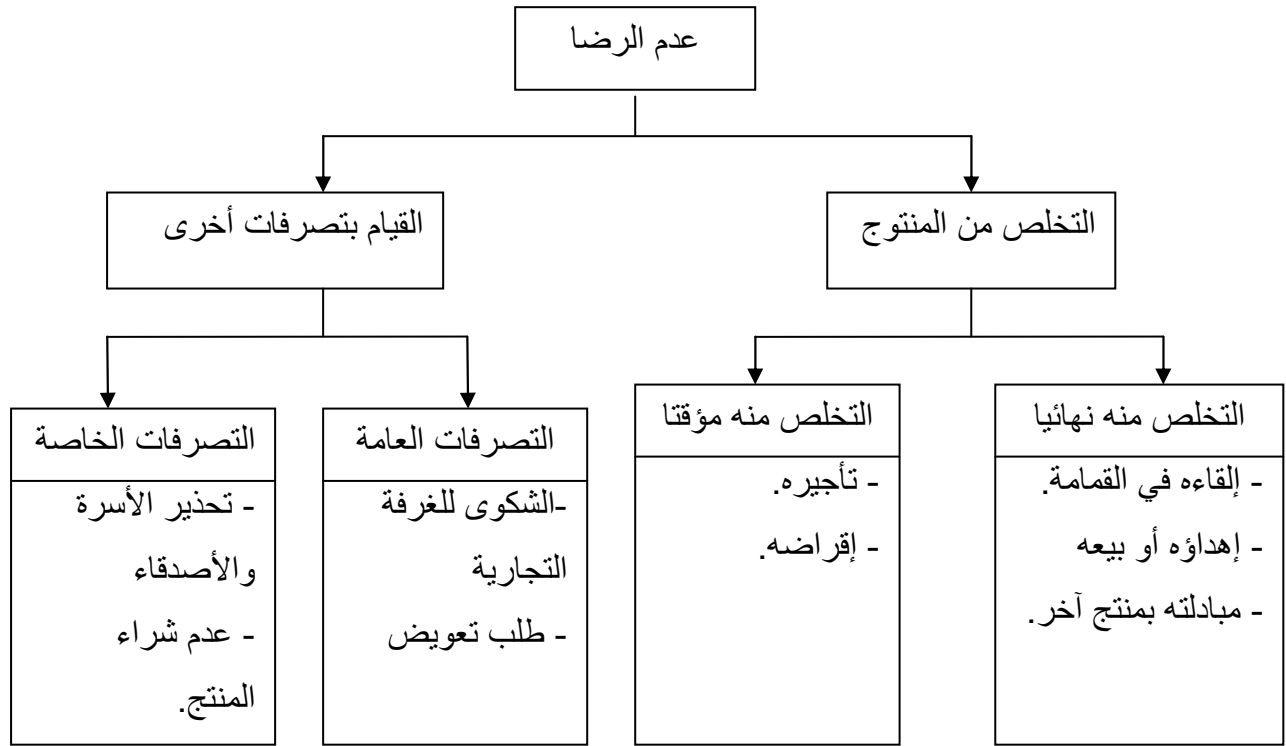 عدم الرضا
التخلص من المنتوج
القيام بتصرفات أخرى
التخلص منه نهائيا
- إلقاءه في القمامة.
- إهداؤه أو بيعه
- مبادلته بمنتج آخر.
التخلص منه مؤقتا
- تأجيره.
- إقراضه.
التصرفات العامة
-الشكوى للغرفة
التجارية
- طلب تعويض
التصرفات الخاصة
- تحذير الأسرة
والأصدقاء
- عدم شراء
المنتج.